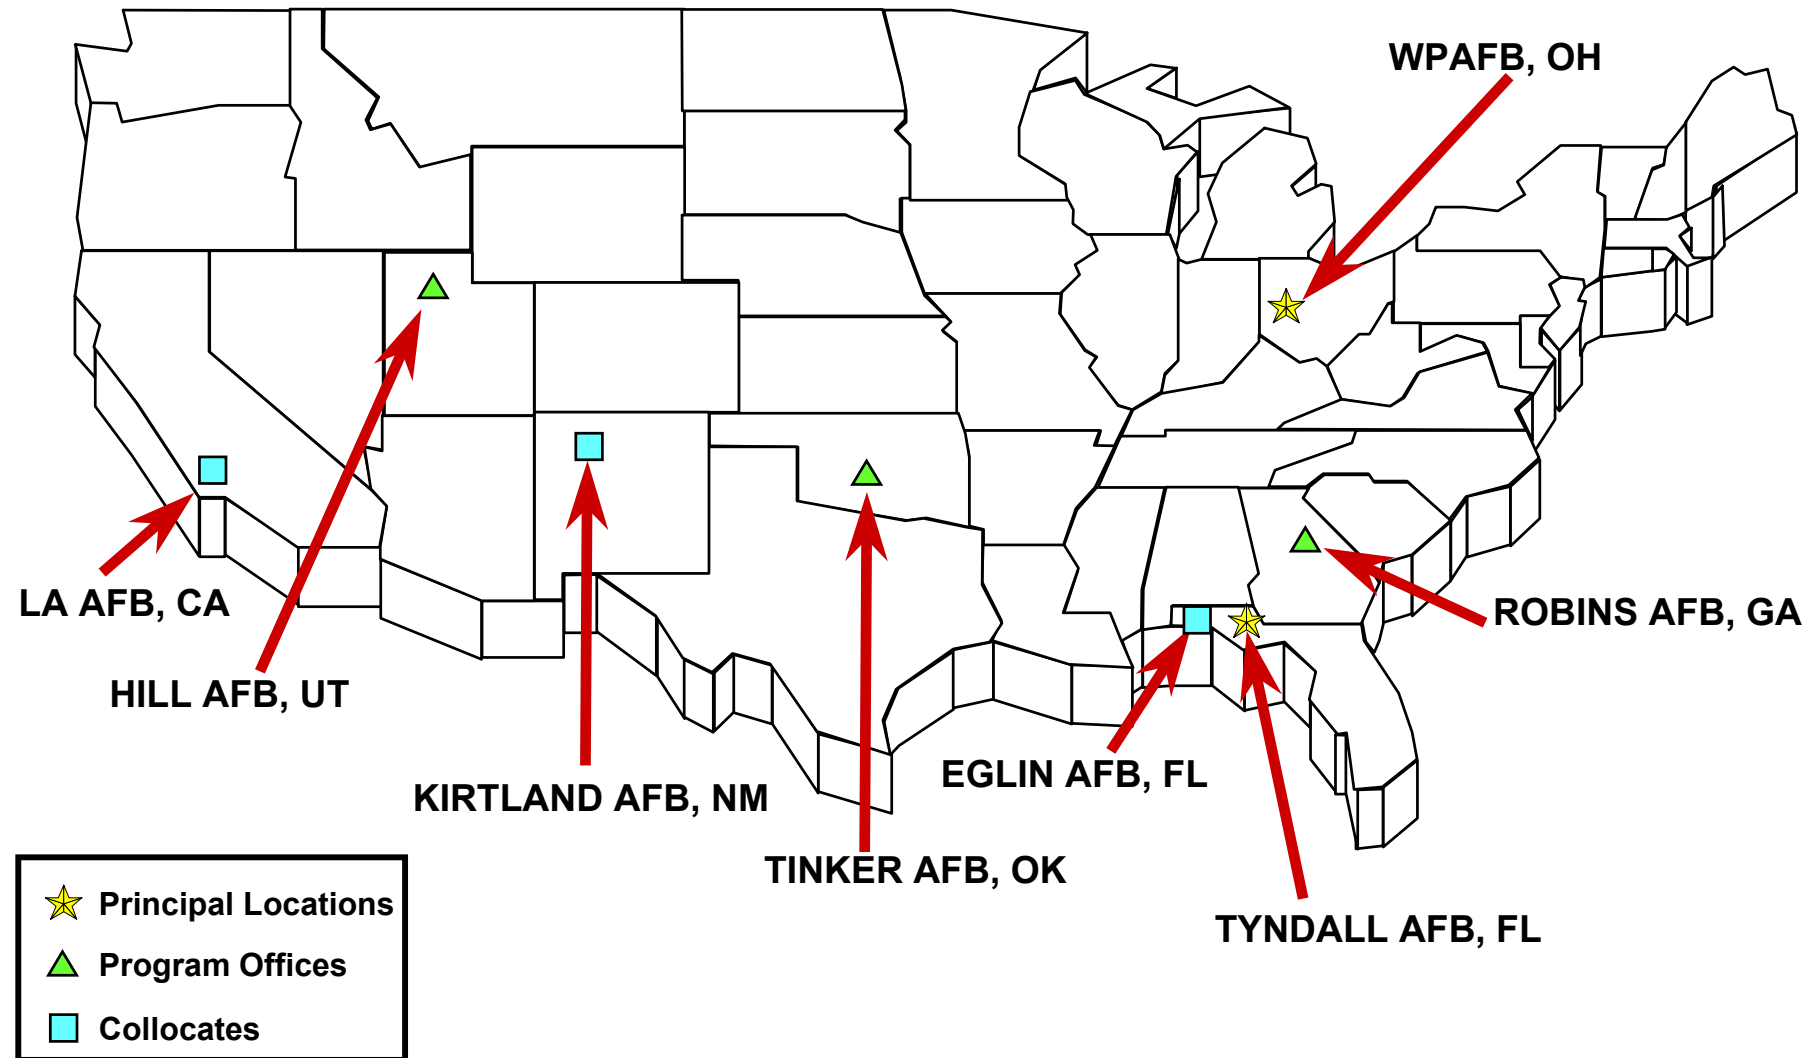 WPAFB, OH
LA AFB, CA
ROBINS AFB, GA
HILL AFB, UT
EGLIN AFB, FL
KIRTLAND AFB, NM
TINKER AFB, OK
TYNDALL AFB, FL
Principal Locations
Program Offices
Collocates